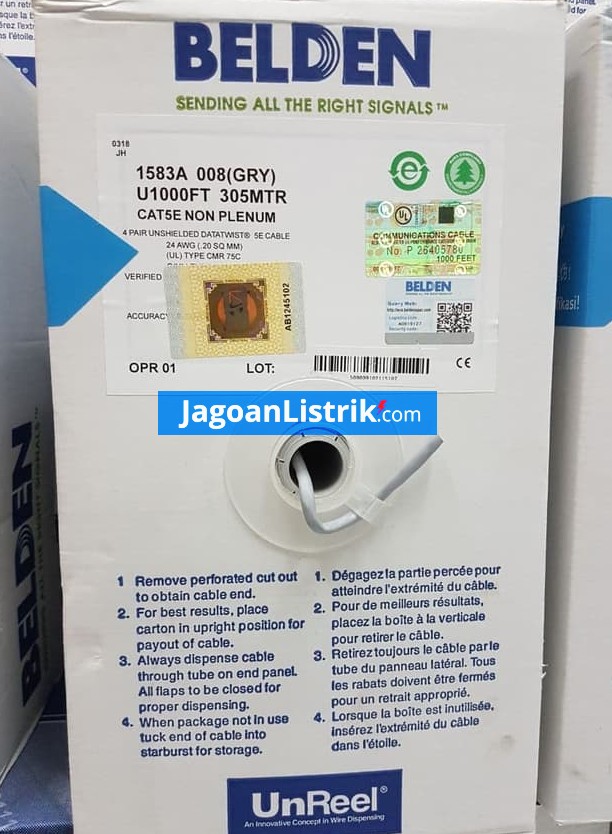 BELDEN
SENDING ALL THE RIGHT SIGNALS™
0318
JH
1583A 008(GRY)
U1000FT 305MTR
CAT5E NON PLENUM
4 PAIR UNSHIELDED DATATWIST® 5E CABLE
24 AWG (.20 SQ MM)
(UL) TYPE CMR 75C
VERIFIED
ACCURACY
AB1245102
OPR 01
LOT:
UL
COMMUNICATIONS CABLE
No. P 2640578
1000 FEET
BELDEN
CE
JagoanListrik.com
1 Remove perforated cut out
to obtain cable end.
2. For best results, place
carton in upright position for
payout of cable.
3. Always dispense cable
through tube on end panel.
All flaps to be closed for
proper dispensing.
4. When package not in use
tuck end of cable into
starburst for storage.
1. Dégagez la partie percée pour
atteindre l'extrémité du câble.
2. Pour de meilleurs résultats,
placez la boîte à la verticale
pour retirer le câble.
3. Retirez toujours le câble par le
tube du panneau latéral. Tous
les rabats doivent être fermés
pour un retrait approprié.
4. Lorsque la boîte est inutilisée,
insérez l'extrémité du câble
dans l'étoile.
UnReel®
An Innovative Concept in Wire Dispensing
BELDEN